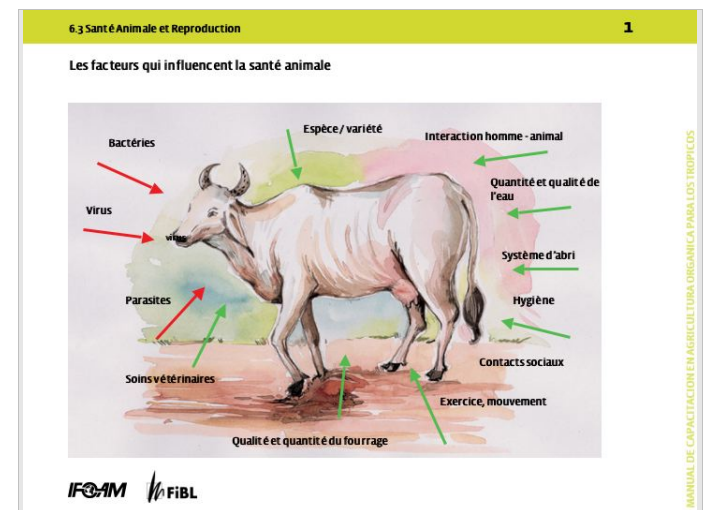 6.3 Santé Animale et Reproduction
1
Les facteurs qui influencent la santé animale
Espèce / variété
Interaction homme - animal
Bactéries
Quantité et qualité de
l'eau
Virus
virus
Système d'abri
Parasites
Hygiène
Contacts sociaux
Soins vétérinaires
Exercice, mouvement
Qualité et quantité du fourrage
IFOAM
FiBL
MANUAL DE CAPACITACION EN AGRICULTURA ORGANICA PARA LOS TROPICOS